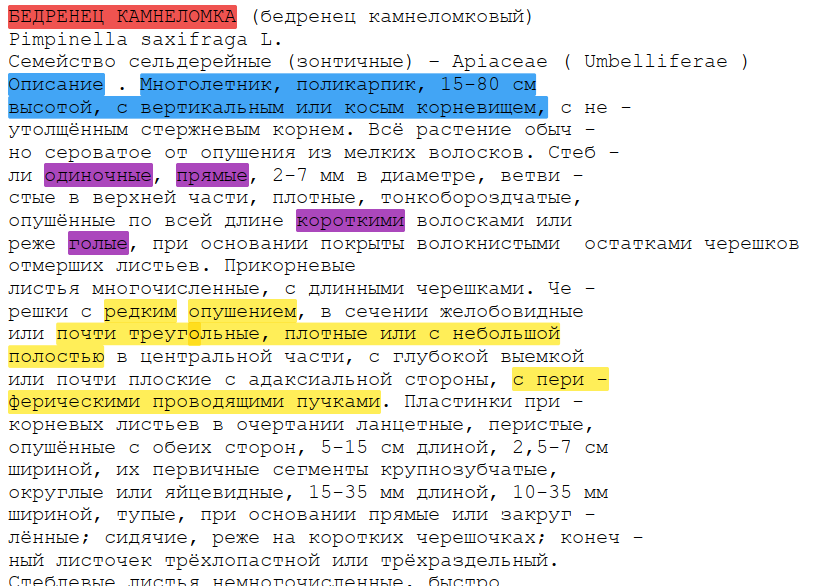 БЕДРЕНЕЦ КАМНЕЛОМКА (бедренец камнеломковый)
Pimpinella saxifraga L.
Семейство сельдерейные (зонтичные) – Apiaceae ( Umbelliferae )
Описание . Многолетник, поликарпик, 15-80 см
высотой, с вертикальным или косым корневищем, с не -
утолщённым стержневым корнем. Всё растение обыч -
но сероватое от опушения из мелких волосков. Стеб -
ли одиночные, прямые, 2-7 мм в диаметре, ветви -
стые в верхней части, плотные, тонкобороздчатые,
опушённые по всей длине короткими волосками или
реже голые, при основании покрыты волокнистыми  остатками черешков
отмерших листьев. Прикорневые
листья многочисленные, с длинными черешками. Че -
решки с редким опушением, в сечении желобовидные
или почти треугольные, плотные или с небольшой
полостью в центральной части, с глубокой выемкой
или почти плоские с адаксиальной стороны, с пери -
ферическими проводящими пучками. Пластинки при -
корневых листьев в очертании ланцетные, перистые,
опушённые с обеих сторон, 5-15 см длиной, 2,5-7 см
шириной, их первичные сегменты крупнозубчатые,
округлые или яйцевидные, 15-35 мм длиной, 10-35 мм
шириной, тупые, при основании прямые или закруг -
лённые; сидячие, реже на коротких черешочках; конеч -
ный листочек трёхлопастной или трёхраздельный.
Стеблевые листья немногочисленные, быстро